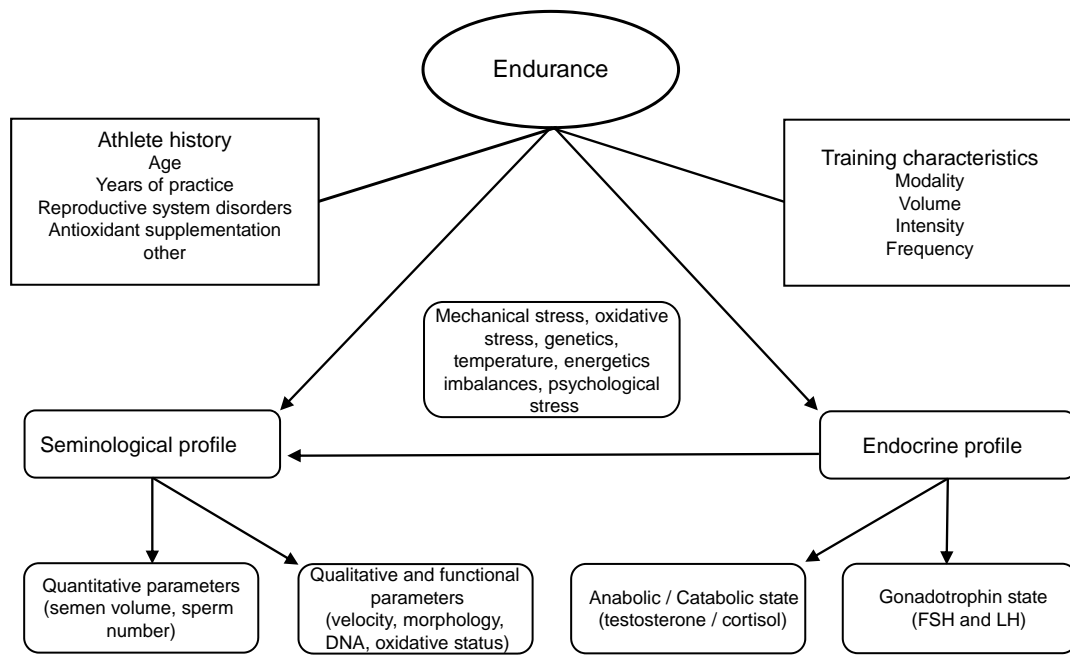 Endurance
Athlete history
Age
Years of practice
Reproductive system disorders
Antioxidant supplementation
other
Training characteristics
Modality
Volume
Intensity
Frequency
Mechanical stress, oxidative
stress, genetics,
temperature, energetics
imbalances, psychological
stress
Seminological profile
Endocrine profile
Quantitative parameters
(semen volume, sperm
number)
Qualitative and functional
parameters
(velocity, morphology,
DNA, oxidative status)
Anabolic / Catabolic state
(testosterone / cortisol)
Gonadotrophin state
(FSH and LH)